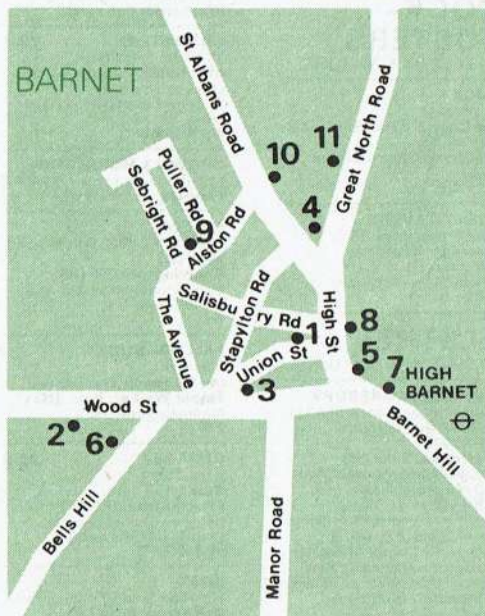 BARNET
St Albans Road
Great North Road
10
11
Puller Rd
Sebright Rd
4
9
Alston Rd
Stapylton Rd
Salisbury Rd
High St
The Avenue
1
8
Union St
5
7
HIGH
BARNET
3
Wood St
2
6
Barnet Hill
Bells Hill
Manor Road